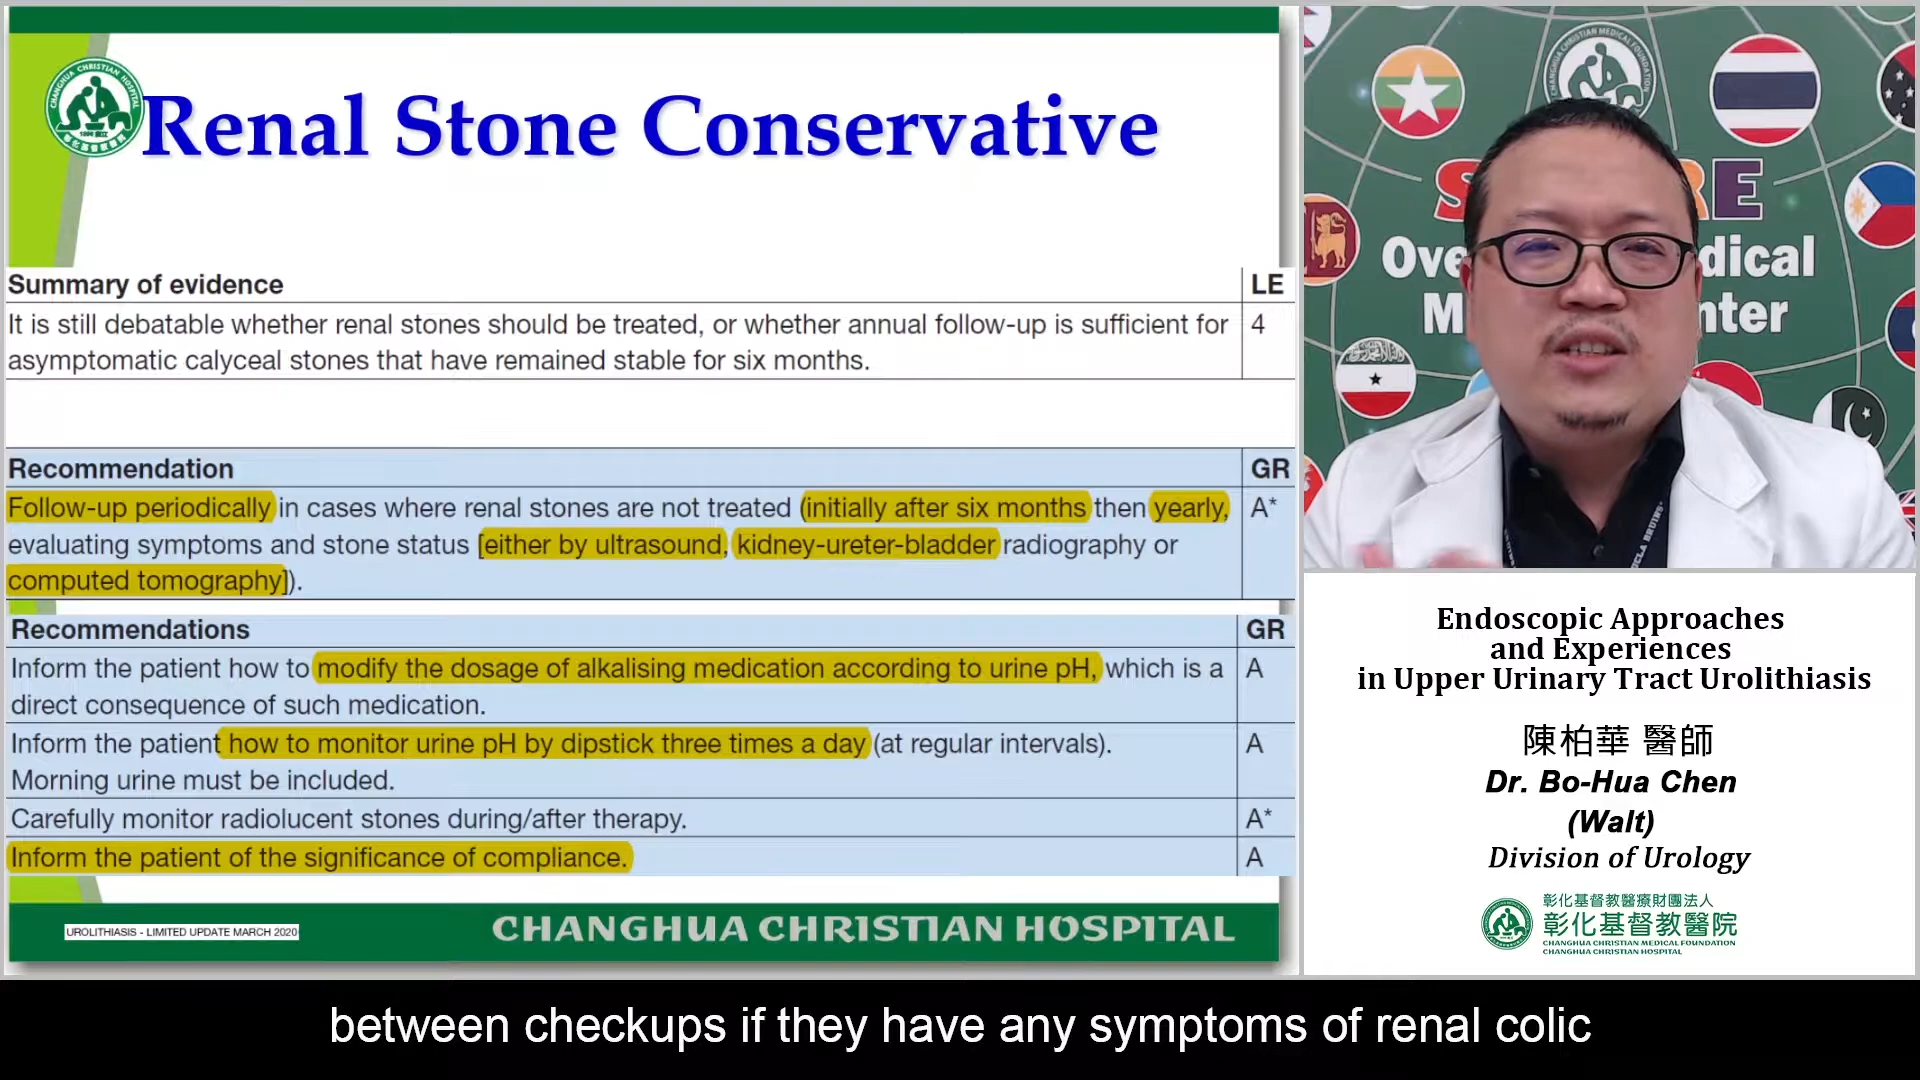 Renal Stone Conservative
Summary of evidence LE
It is still debatable whether renal stones should be treated, or whether annual follow-up is sufficient for 4
asymptomatic calyceal stones that have remained stable for six months.
Recommendation GR
Follow-up periodically in cases where renal stones are not treated (initially after six months then yearly, A*
evaluating symptoms and stone status [either by ultrasound, kidney-ureter-bladder radiography or
computed tomography]).
Recommendations GR
Inform the patient how to modify the dosage of alkalising medication according to urine pH, which is a A
direct consequence of such medication.
Inform the patient how to monitor urine pH by dipstick three times a day (at regular intervals). A
Morning urine must be included.
Carefully monitor radiolucent stones during/after therapy. A*
Inform the patient of the significance of compliance. A
UROLITHIASIS - LIMITED UPDATE MARCH 2020
CHANGHUA CHRISTIAN HOSPITAL
CHANGHUA CHRISTIAN HOSPITAL
Endoscopic Approaches
and Experiences
in Upper Urinary Tract Urolithiasis
陳柏華 醫師
Dr. Bo-Hua Chen
(Walt)
Division of Urology
彰化基督教醫療財團法人
彰化基督教醫院
CHANGHUA CHRISTIAN MEDICAL FOUNDATION
CHANGHUA CHRISTIAN HOSPITAL
between checkups if they have any symptoms of renal colic